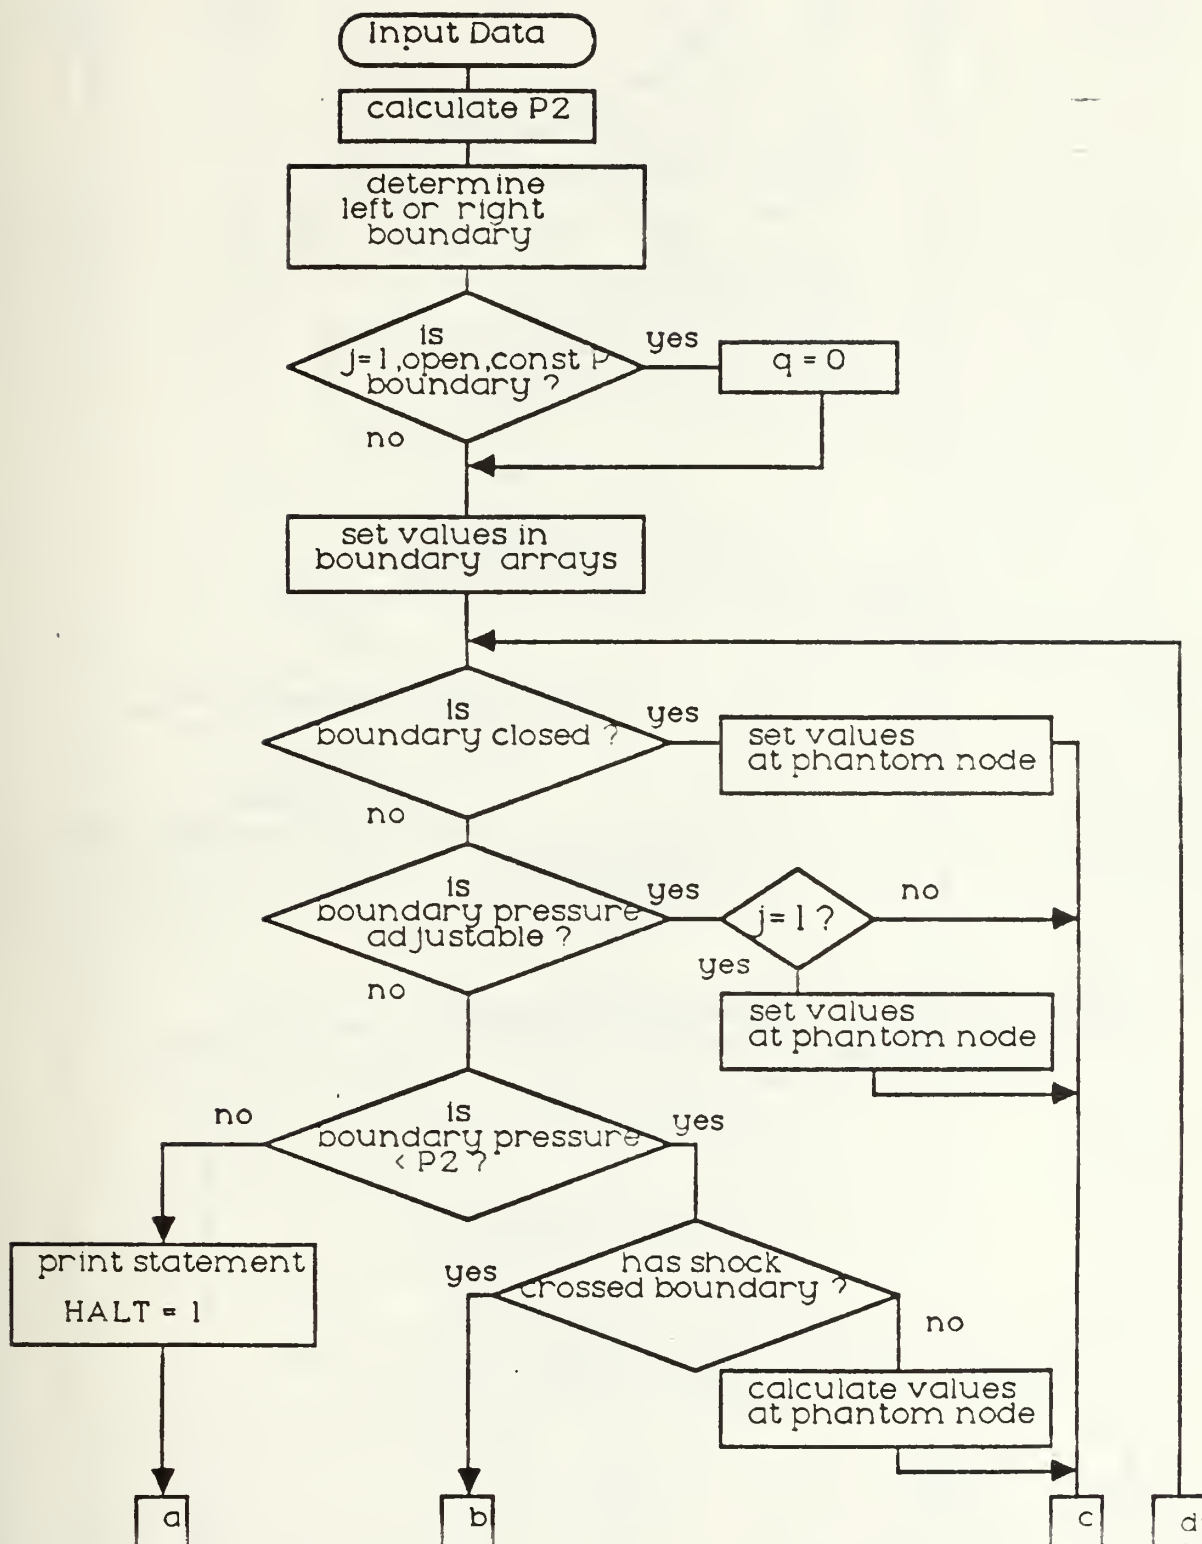 Input Data
calculate P2
determine
left or right
boundary
is
j=1,open,const P
boundary ?
yes
q = 0
no
set values in
boundary arrays
is
boundary closed ?
yes
set values
at phantom node
no
is
boundary pressure
adjustable ?
yes
j= 1 ?
no
yes
set values
at phantom node
no
is
boundary pressure
< P2 ?
no
yes
print statement
HALT = 1
has shock
crossed boundary ?
yes
no
calculate values
at phantom node
a
b
c
d